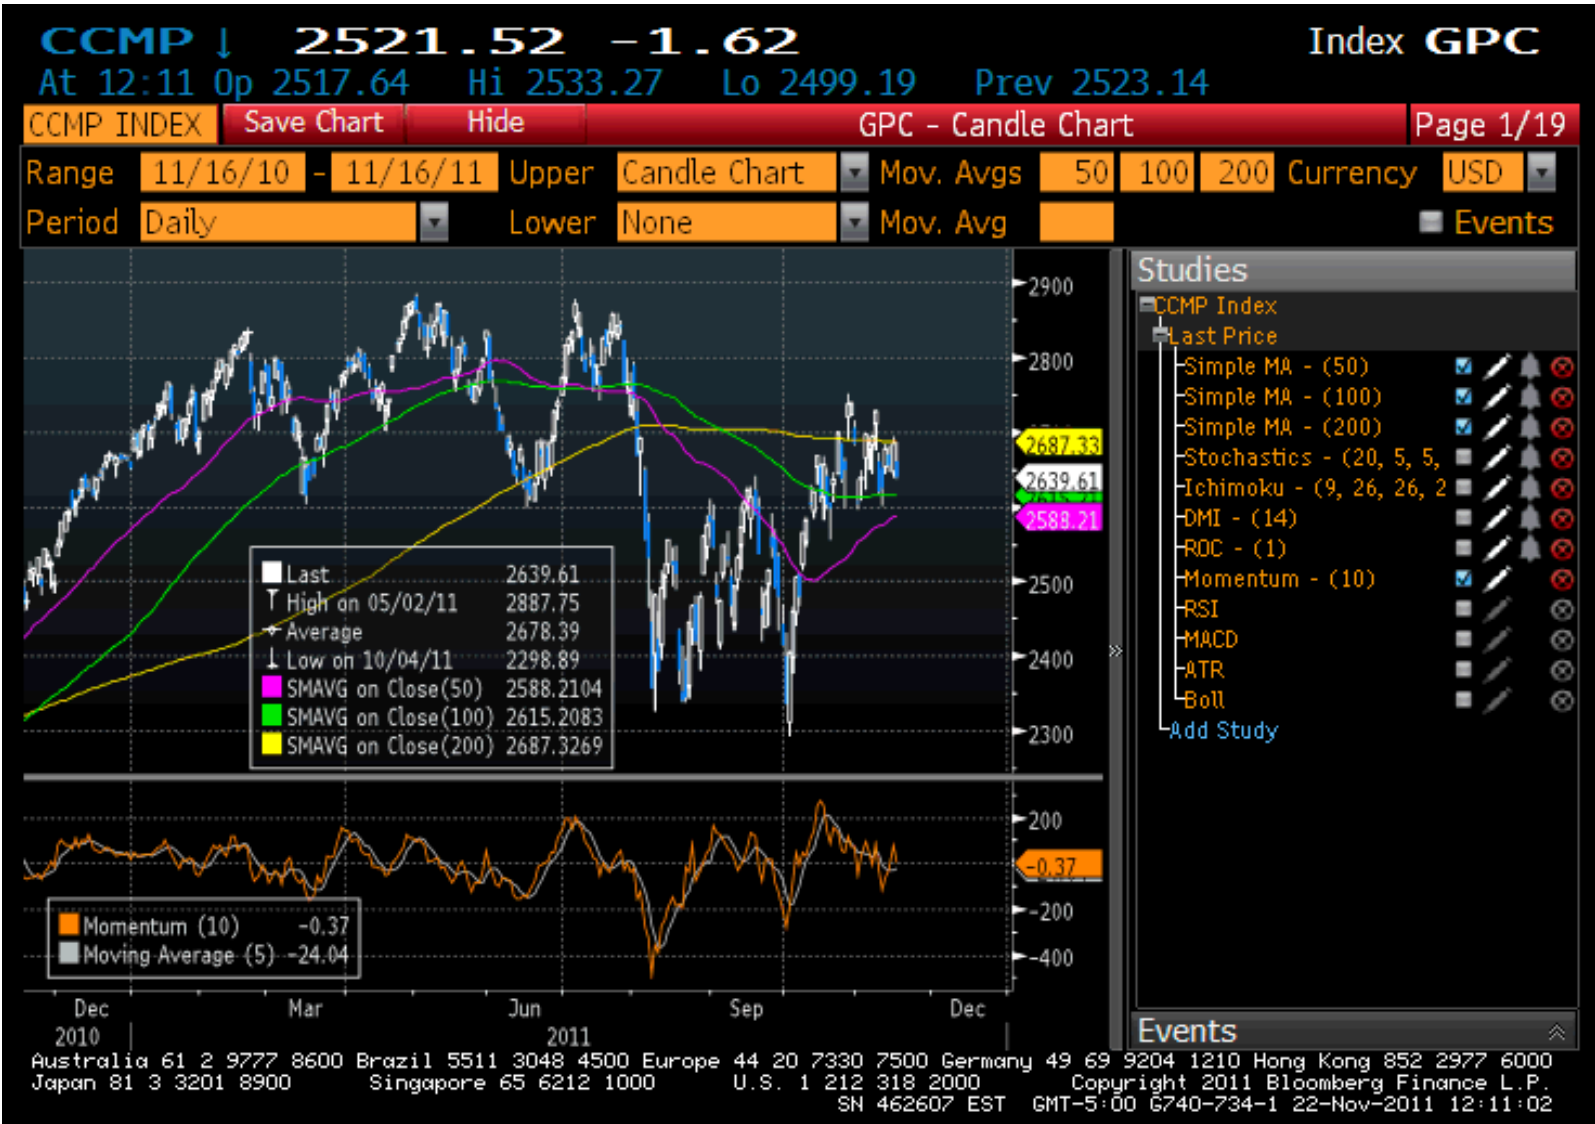 CCMP ↓ 2521.52 -1.62 Index GPC
At 12:11 Op 2517.64 Hi 2533.27 Lo 2499.19 Prev 2523.14
CCMP INDEX Save Chart Hide GPC - Candle Chart Page 1/19
Range 11/16/10 - 11/16/11 Upper Candle Chart Mov. Avgs 50 100 200 Currency USD
Period Daily Lower None Mov. Avg Events
2900
2800
2687.33
2639.61
2588.21
2500
2400
2300
Last 2639.61
High on 05/02/11 2887.75
Average 2678.39
Low on 10/04/11 2298.89
SMAVG on Close(50) 2588.2104
SMAVG on Close(100) 2615.2083
SMAVG on Close(200) 2687.3269
200
-0.37
-200
-400
Momentum (10) -0.37
Moving Average (5) -24.04
Dec Mar Jun Sep Dec
2010 2011
Studies
CCMP Index
Last Price
Simple MA - (50)
Simple MA - (100)
Simple MA - (200)
Stochastics - (20, 5, 5,
Ichimoku - (9, 26, 26, 2
DMI - (14)
ROC - (1)
Momentum - (10)
RSI
MACD
ATR
Boll
Add Study
Events
Australia 61 2 9777 8600 Brazil 5511 3048 4500 Europe 44 20 7330 7500 Germany 49 69 9204 1210 Hong Kong 852 2977 6000
Japan 81 3 3201 8900 Singapore 65 6212 1000 U.S. 1 212 318 2000 Copyright 2011 Bloomberg Finance L.P.
SN 462607 EST GMT-5:00 G740-734-1 22-Nov-2011 12:11:02